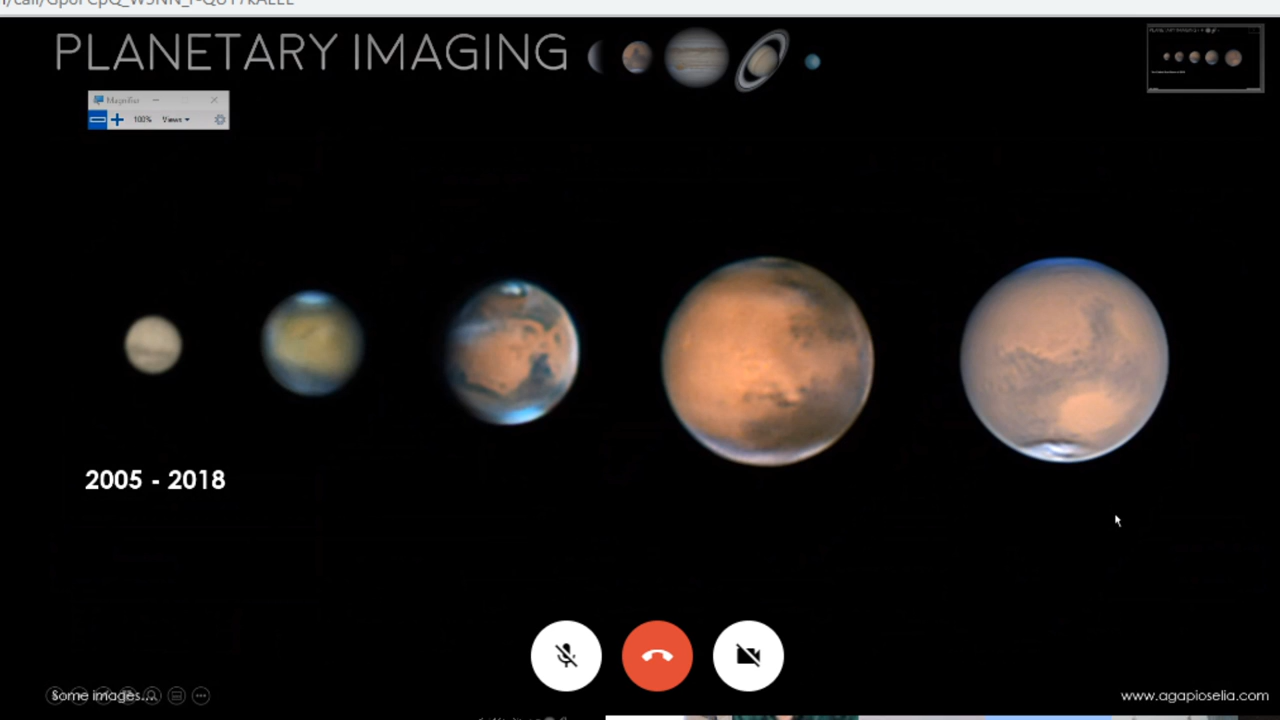 PLANETARY IMAGING
Magnifier
100% Views
2005 - 2018
Some images...
www.agapioselia.com